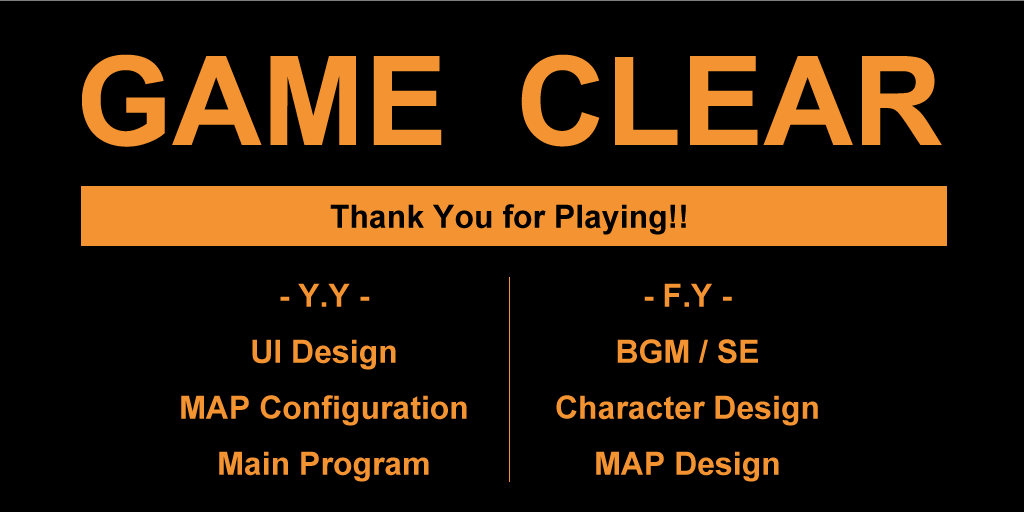 GAME CLEAR
Thank You for Playing!!
- Y.Y -
UI Design
MAP Configuration
Main Program
- F.Y -
BGM / SE
Character Design
MAP Design